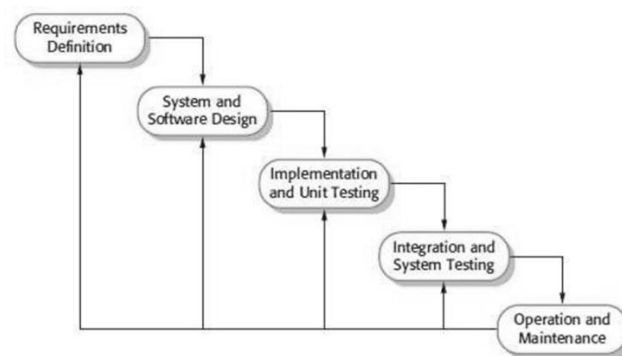 Requirements
Definition
System and
Software Design
Implementation
and Unit Testing
Integration and
System Testing
Operation and
Maintenance